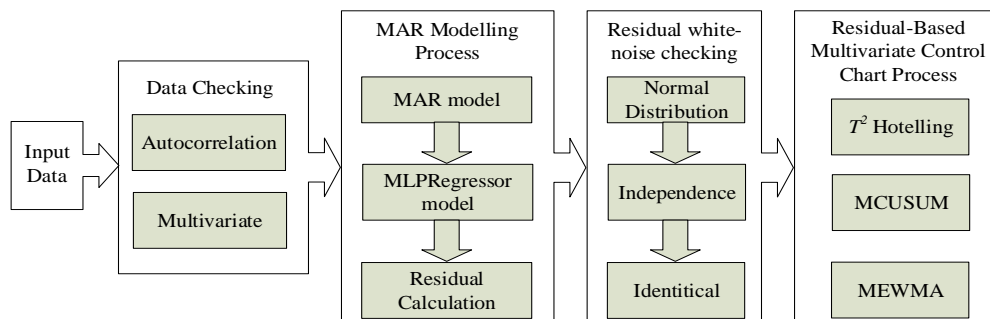 Input
Data
Data Checking
Autocorrelation
Multivariate
MAR Modelling
Process
MAR model
MLPRegressor
model
Residual
Calculation
Residual white-
noise checking
Normal
Distribution
Independence
Identitical
Residual-Based
Multivariate Control
Chart Process
T² Hotelling
MCUSUM
MEWMA